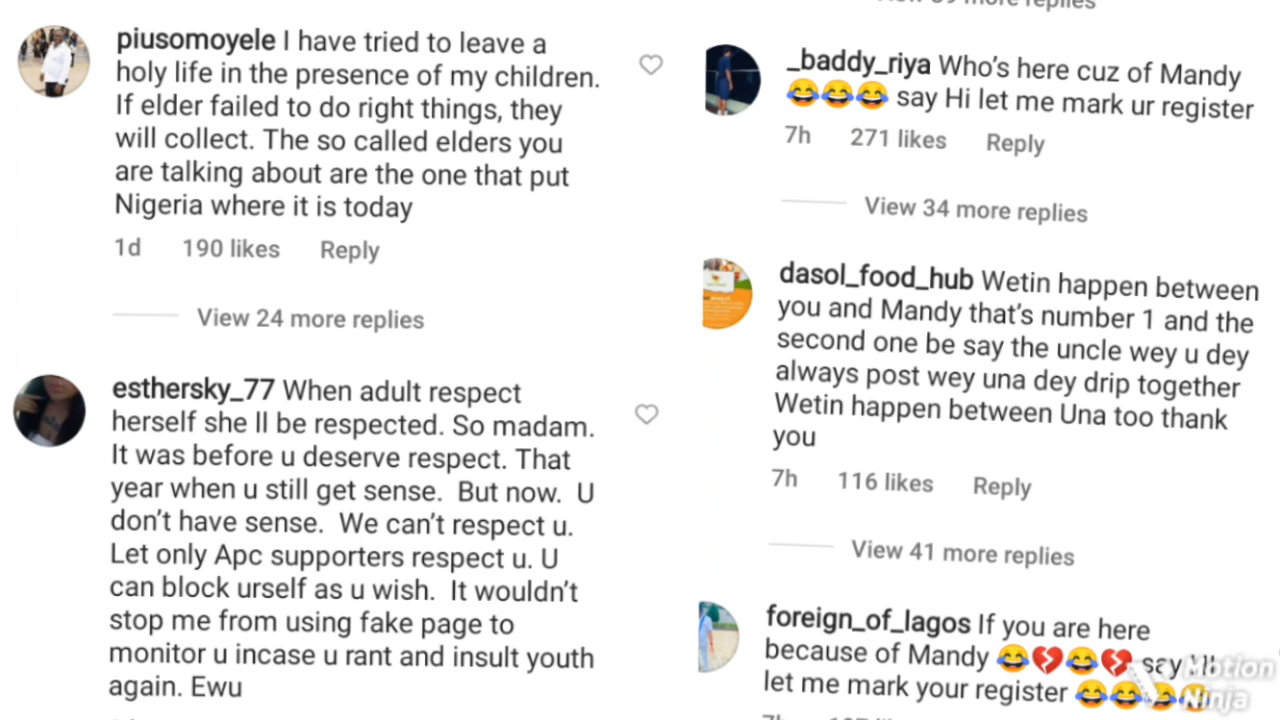 piusomoyele I have tried to leave a
holy life in the presence of my children.
If elder failed to do right things, they
will collect. The so called elders you
are talking about are the one that put
Nigeria where it is today
1d 190 likes Reply
View 24 more replies
esthersky_77 When adult respect
herself she ll be respected. So madam.
It was before u deserve respect. That
year when u still get sense. But now. U
don't have sense. We can't respect u.
Let only Apc supporters respect u. U
can block urself as u wish. It wouldn't
stop me from using fake page to
monitor u incase u rant and insult youth
again. Ewu
more replies
_baddy_riya Who's here cuz of Mandy
😂😂😂 say Hi let me mark ur register
7h 271 likes Reply
View 34 more replies
dasol_food_hub Wetin happen between
you and Mandy that's number 1 and the
second one be say the uncle wey u dey
always post wey una dey drip together
Wetin happen between Una too thank
you
7h 116 likes Reply
View 41 more replies
foreign_of_lagos If you are here
because of Mandy 😂💔😂💔 say
let me mark your register 😂😂😂😂
Motion
Ninja